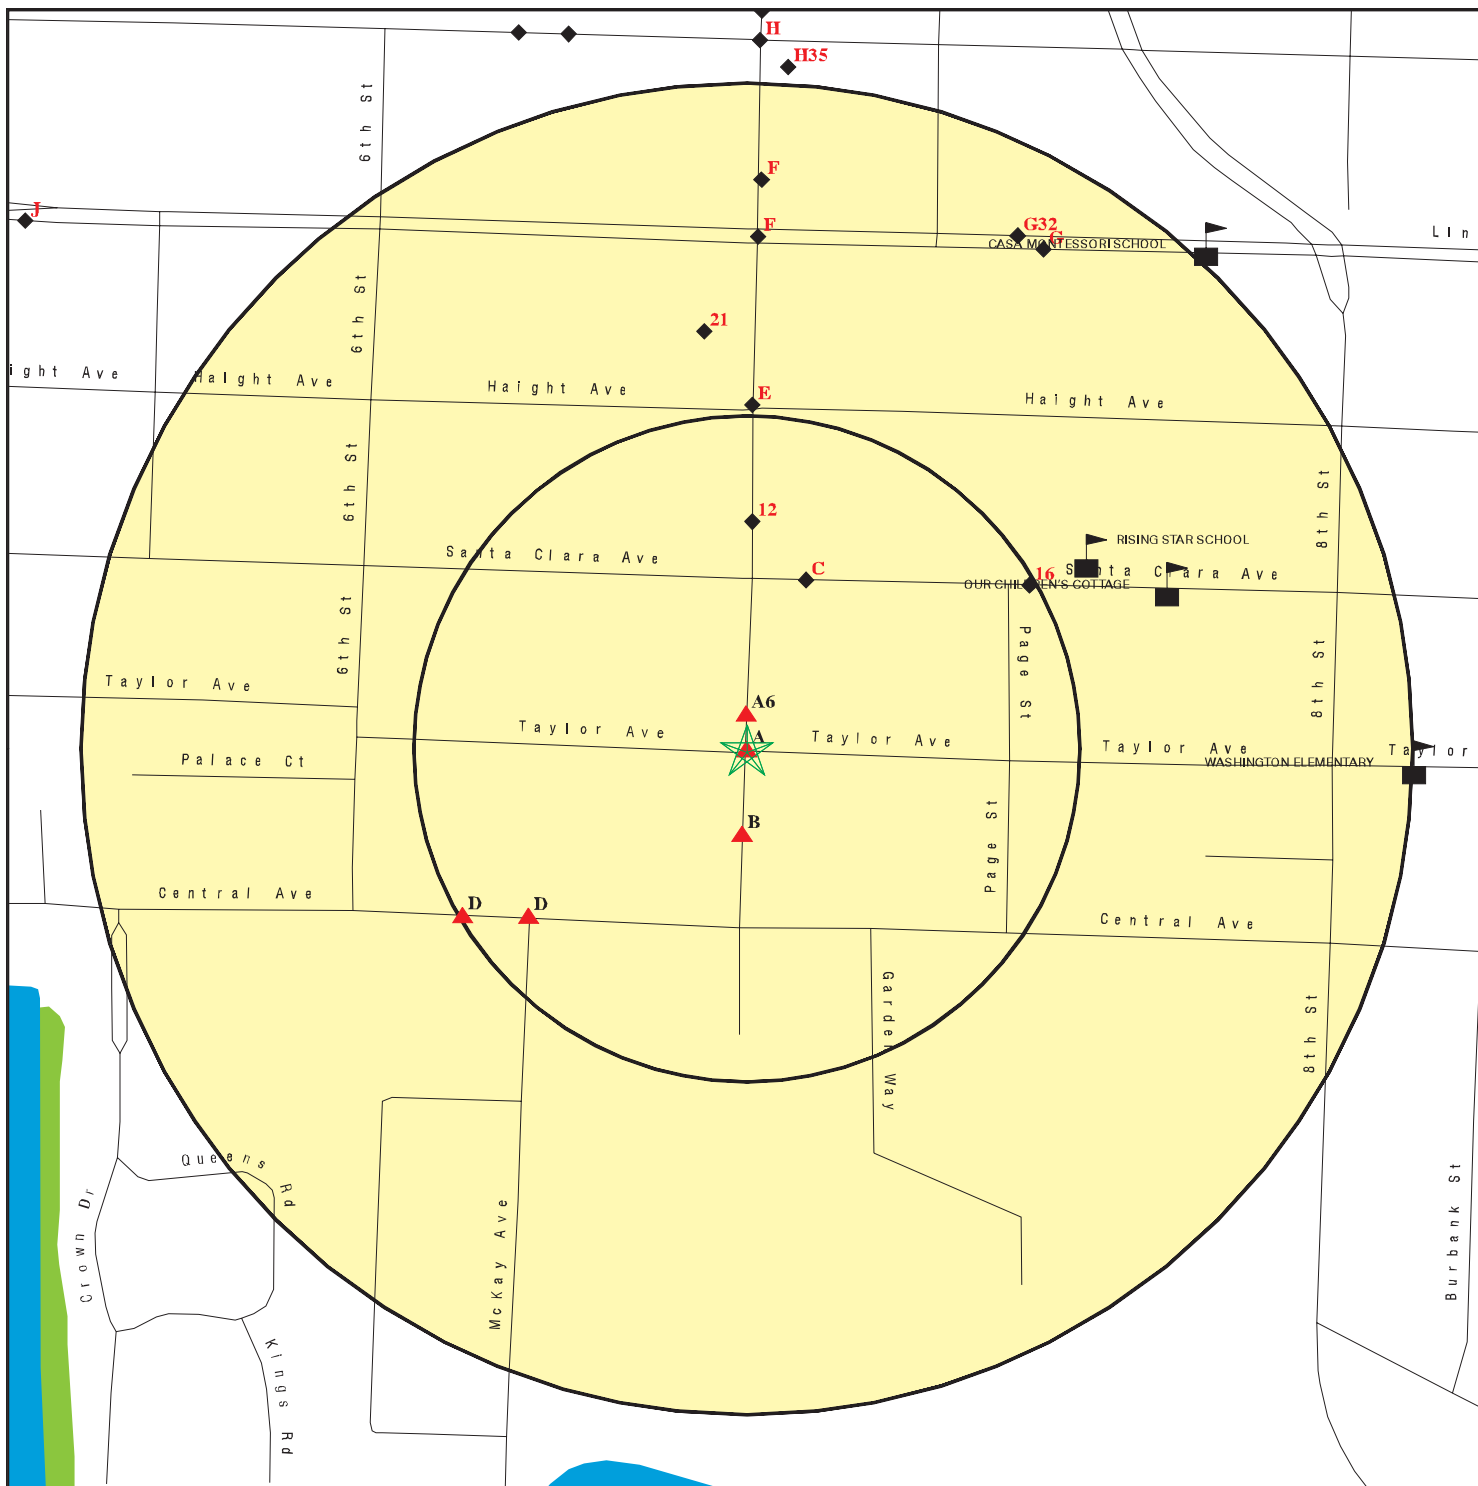 H
H35
6th St
F
J
F
G32
G
CASA MONTESSORI SCHOOL
Lin
21
6th St
ight Ave
Haight Ave
Haight Ave
E
Haight Ave
6th St
8th St
12
RISING STAR SCHOOL
Santa Clara Ave
C
16
Santa Clara Ave
OUR CHILDREN'S COTTAGE
6th St
Page St
8th St
Taylor Ave
A6
Taylor Ave
A
Taylor Ave
Taylor Ave
Taylor
Palace Ct
WASHINGTON ELEMENTARY
B
Page St
Central Ave
D
D
Central Ave
Garden Way
8th St
Queens Rd
Crown Dr
McKay Ave
Burbank St
Kings Rd